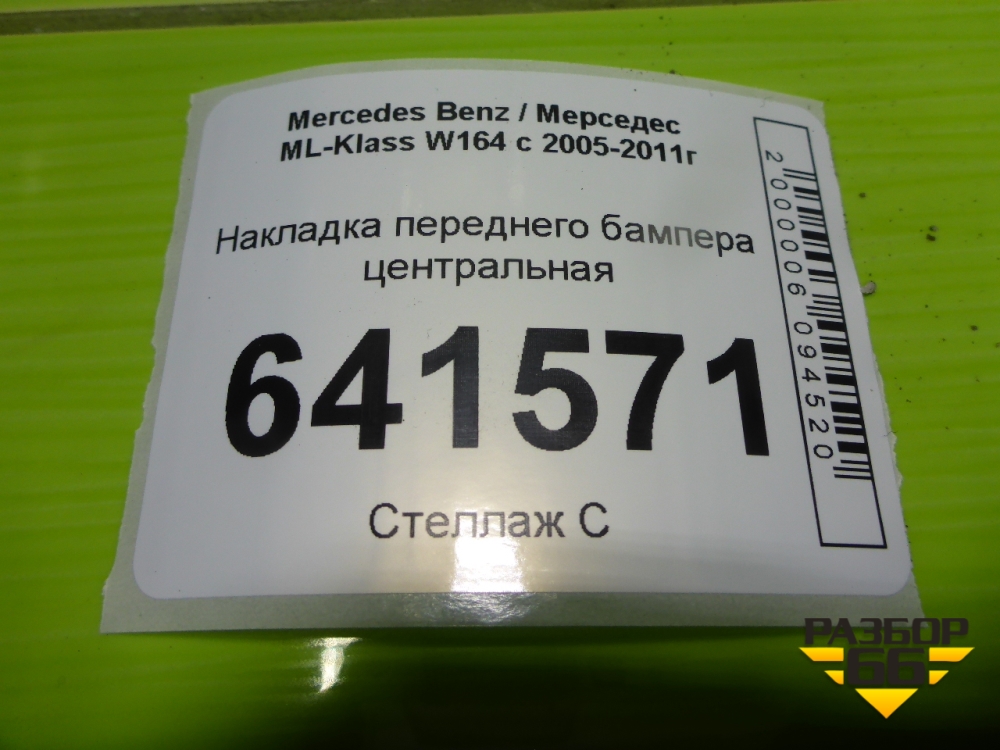 Mercedes Benz / Мерседес
ML-Klass W164 с 2005-2011г
Накладка переднего бампера
центральная
641571
Стеллаж С
2000006094520
РАЗБОР
66